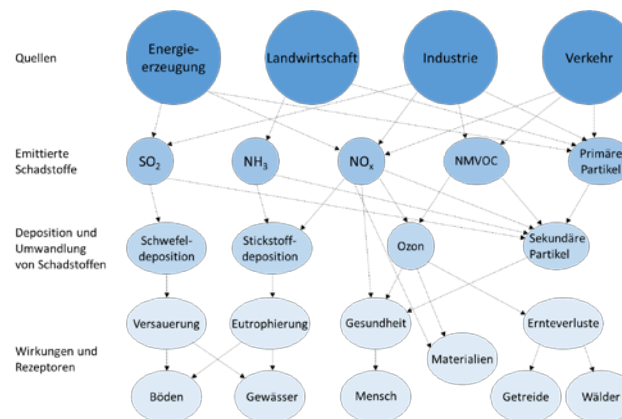 Quellen
Energie-
erzeugung
Landwirtschaft
Industrie
Verkehr
Emittierte
Schadstoffe
SO₂
NH₃
NOₓ
NMVOC
Primäre
Partikel
Deposition und
Umwandlung
von Schadstoffen
Schwefel-
deposition
Stickstoff-
deposition
Ozon
Sekundäre
Partikel
Wirkungen und
Rezeptoren
Versauerung
Eutrophierung
Gesundheit
Materialien
Ernteverluste
Böden
Gewässer
Mensch
Getreide
Wälder